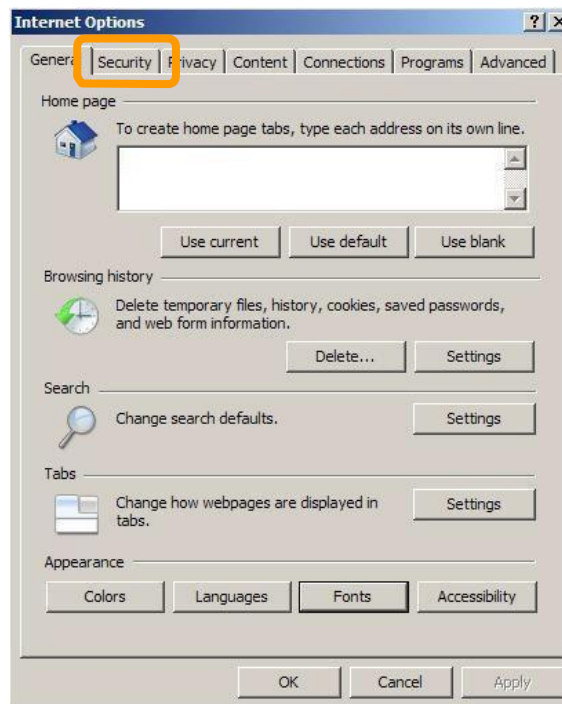 Internet Options
General Security Privacy Content Connections Programs Advanced
Home page
To create home page tabs, type each address on its own line.
Use current Use default Use blank
Browsing history
Delete temporary files, history, cookies, saved passwords,
and web form information.
Delete... Settings
Search
Change search defaults. Settings
Tabs
Change how webpages are displayed in
tabs.
Settings
Appearance
Colors Languages Fonts Accessibility
OK Cancel Apply